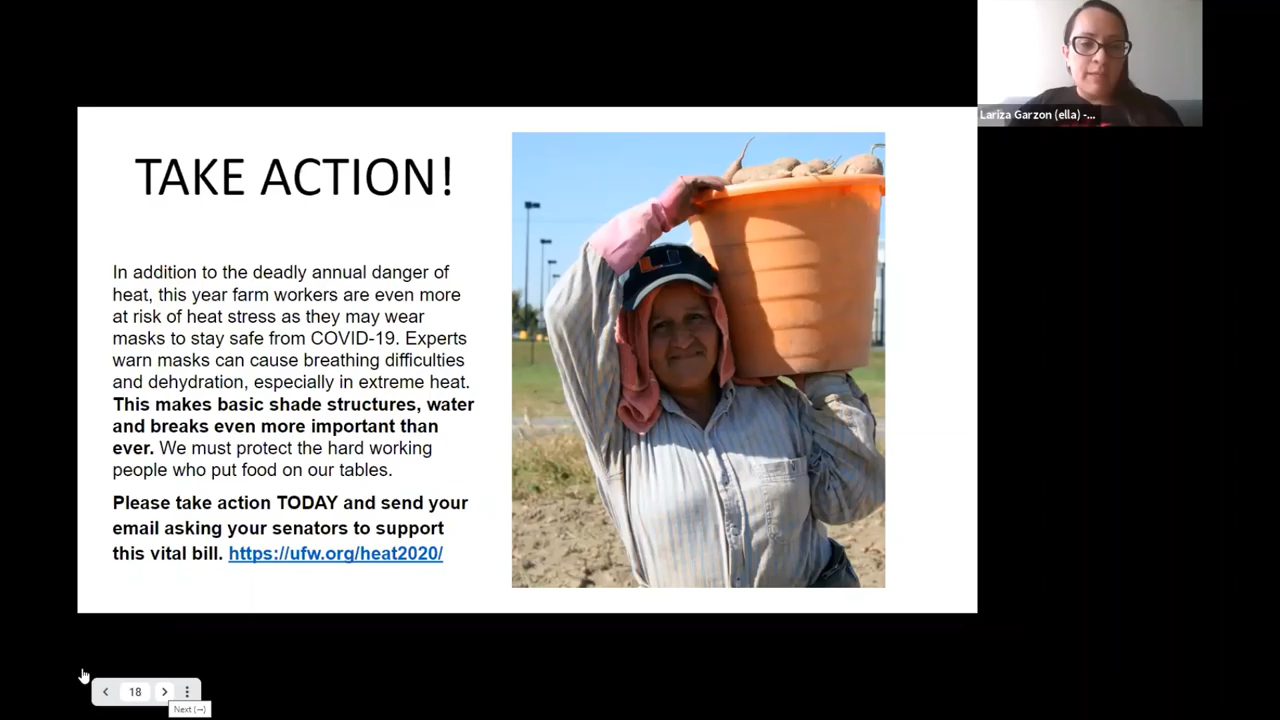 Lariza Garzon (ella) -...
TAKE ACTION!
In addition to the deadly annual danger of
heat, this year farm workers are even more
at risk of heat stress as they may wear
masks to stay safe from COVID-19. Experts
warn masks can cause breathing difficulties
and dehydration, especially in extreme heat.
This makes basic shade structures, water
and breaks even more important than
ever. We must protect the hard working
people who put food on our tables.
Please take action TODAY and send your
email asking your senators to support
this vital bill. https://ufw.org/heat2020/
18
Next (→)